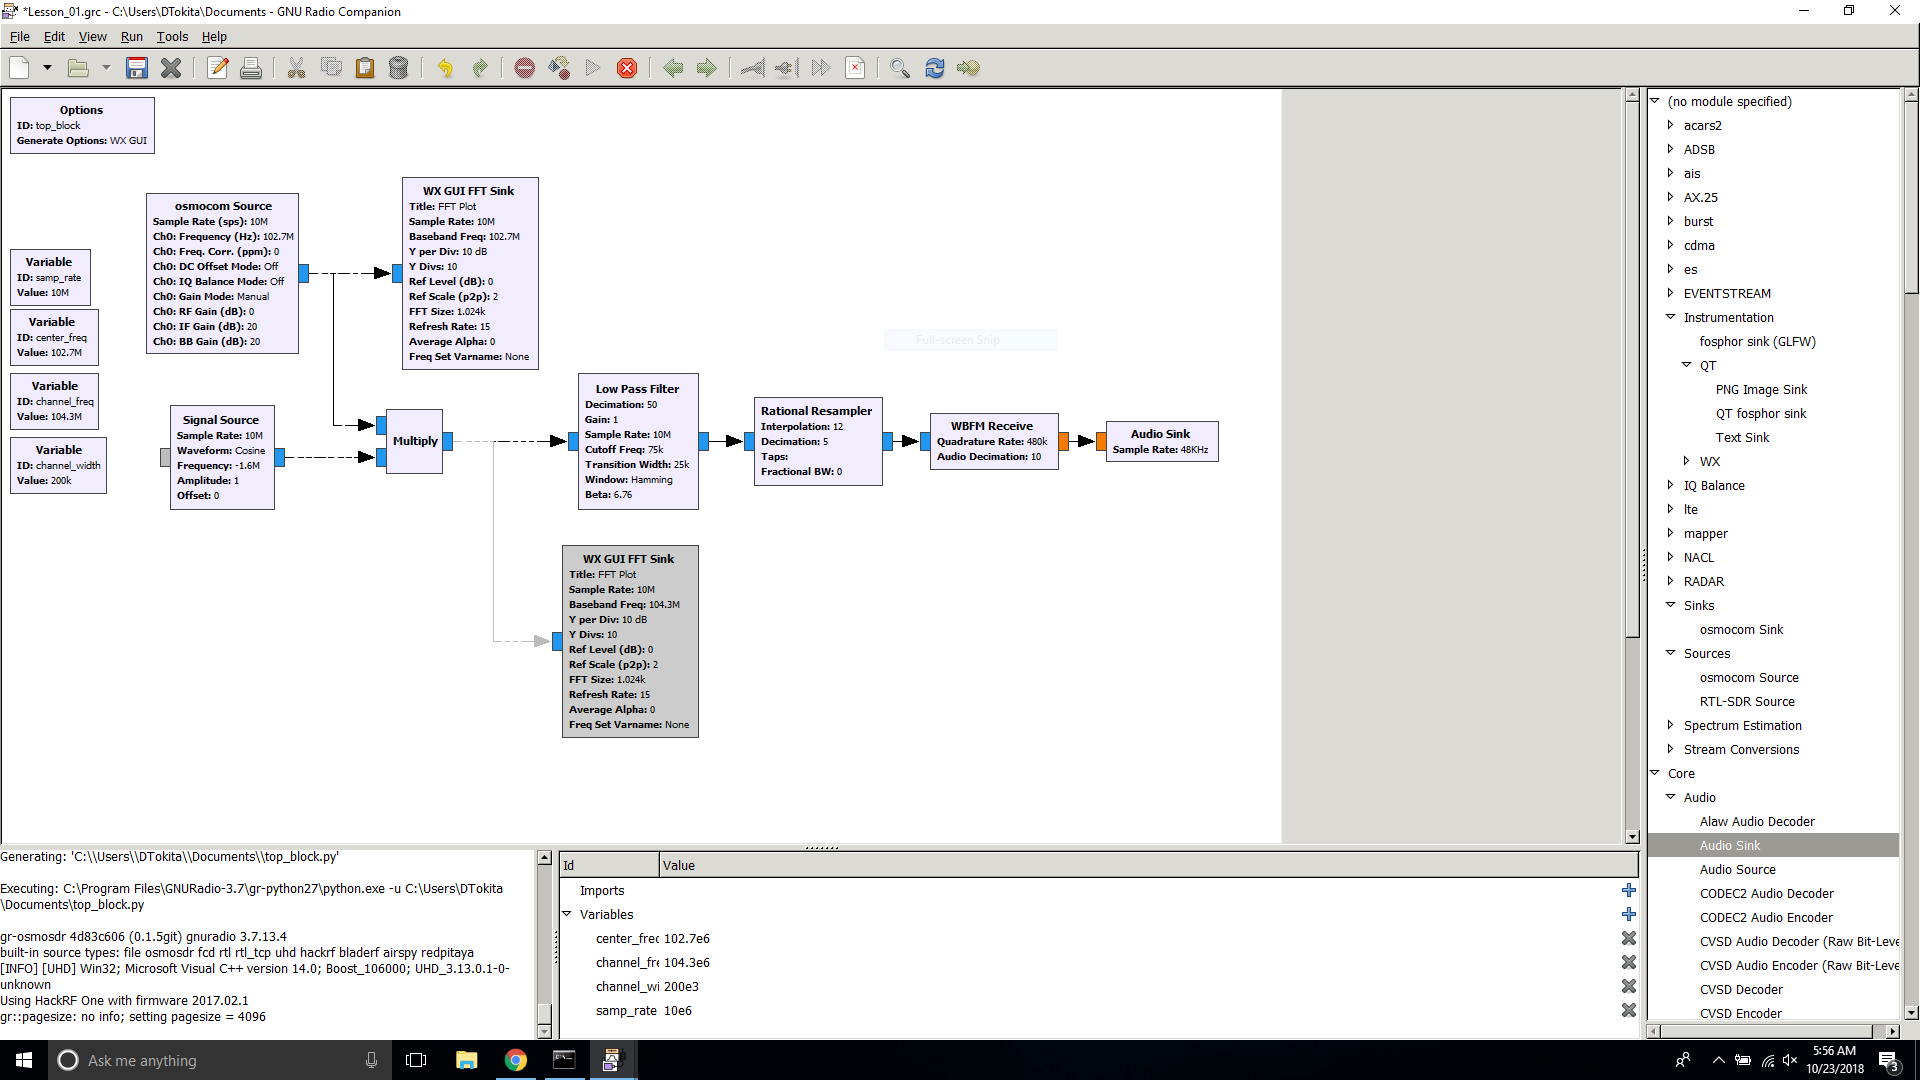 *Lesson_01.grc - C:\Users\DTokita\Documents - GNU Radio Companion
File Edit View Run Tools Help
Options
ID: top_block
Generate Options: WX GUI
osmocom Source
Sample Rate (sps): 10M
Ch0: Frequency (Hz): 102.7M
Ch0: Freq. Corr. (ppm): 0
Ch0: DC Offset Mode: Off
Ch0: IQ Balance Mode: Off
Ch0: Gain Mode: Manual
Ch0: RF Gain (dB): 0
Ch0: IF Gain (dB): 20
Ch0: BB Gain (dB): 20
WX GUI FFT Sink
Title: FFT Plot
Sample Rate: 10M
Baseband Freq: 102.7M
Y per Div: 10 dB
Y Divs: 10
Ref Level (dB): 0
Ref Scale (p2p): 2
FFT Size: 1.024k
Refresh Rate: 15
Average Alpha: 0
Freq Set Varname: None
Variable
ID: samp_rate
Value: 10M
Variable
ID: center_freq
Value: 102.7M
Variable
ID: channel_freq
Value: 104.3M
Variable
ID: channel_width
Value: 200k
Full-screen Snip
Signal Source
Sample Rate: 10M
Waveform: Cosine
Frequency: -1.6M
Amplitude: 1
Offset: 0
Multiply
Low Pass Filter
Decimation: 50
Gain: 1
Sample Rate: 10M
Cutoff Freq: 75k
Transition Width: 25k
Window: Hamming
Beta: 6.76
Rational Resampler
Interpolation: 12
Decimation: 5
Taps:
Fractional BW: 0
WBFM Receive
Quadrature Rate: 480k
Audio Decimation: 10
Audio Sink
Sample Rate: 48KHz
WX GUI FFT Sink
Title: FFT Plot
Sample Rate: 10M
Baseband Freq: 104.3M
Y per Div: 10 dB
Y Divs: 10
Ref Level (dB): 0
Ref Scale (p2p): 2
FFT Size: 1.024k
Refresh Rate: 15
Average Alpha: 0
Freq Set Varname: None
(no module specified)
acars2
ADSB
ais
AX.25
burst
cdma
es
EVENTSTREAM
Instrumentation
fosphor sink (GLFW)
QT
PNG Image Sink
QT fosphor sink
Text Sink
WX
IQ Balance
lte
mapper
NACL
RADAR
Sinks
osmocom Sink
Sources
osmocom Source
RTL-SDR Source
Spectrum Estimation
Stream Conversions
Core
Audio
Alaw Audio Decoder
Audio Sink
Audio Source
CODEC2 Audio Decoder
CODEC2 Audio Encoder
CVSD Audio Decoder (Raw Bit-Leve
CVSD Audio Encoder (Raw Bit-Leve
CVSD Decoder
CVSD Encoder
Generating: 'C:\\Users\\DTokita\\Documents\\top_block.py'
Executing: C:\Program Files\GNURadio-3.7\gr-python27\python.exe -u C:\Users\DTokita
\Documents\top_block.py
gr-osmosdr 4d83c606 (0.1.5git) gnuradio 3.7.13.4
built-in source types: file osmosdr fcd rtl rtl_tcp uhd hackrf bladerf airspy redpitaya
[INFO] [UHD] Win32; Microsoft Visual C++ version 14.0; Boost_106000; UHD_3.13.0.1-0-
unknown
Using HackRF One with firmware 2017.02.1
gr::pagesize: no info; setting pagesize = 4096
Id Value
Imports
Variables
center_frec 102.7e6
channel_fre 104.3e6
channel_wi 200e3
samp_rate 10e6
Ask me anything
5:56 AM
10/23/2018
3